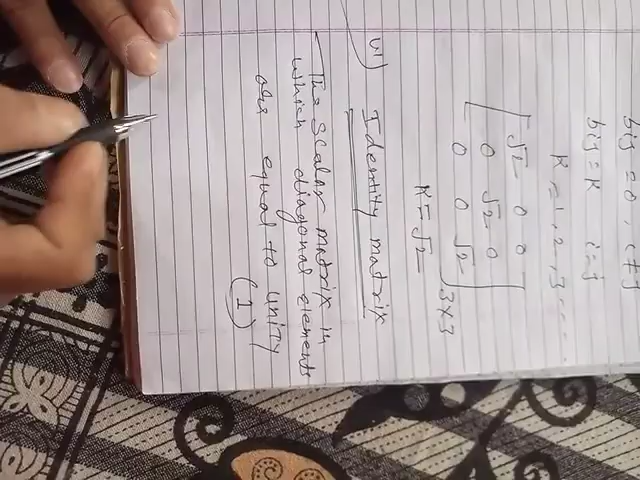 bij = 0, i ≠ j
bij = K  i = j
K = 1, 2, 3 ....
[ √2 0 0
0 √2 0
0 0 √2 ] 3×3
K = √2
vi) Identity matrix
The scalar matrix in
which diagonal element
are equal to unity
(1)